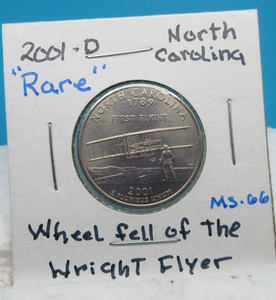 2001-D North
Carolina
"Rare"
NORTH CAROLINA
1789
FIRST FLIGHT
2001
E PLURIBUS UNUM
MS-66
Wheel fell of the
Wright Flyer